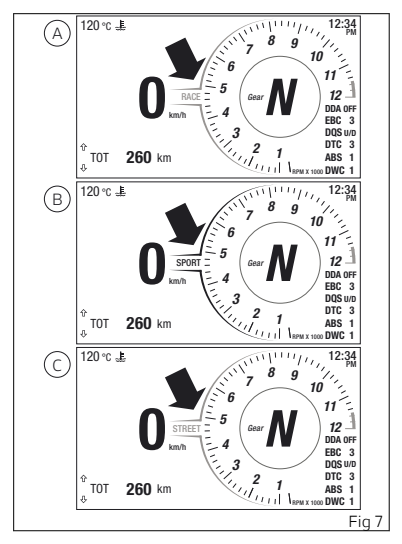 A
120 °C
12:34
PM
0
km/h
RACE
Gear
N
1
2
3
4
5
6
7
8
9
10
11
12
RPM X 1000
DDA OFF
EBC 3
DQS U/D
DTC 3
ABS 1
DWC 1
TOT 260 km
B
120 °C
12:34
PM
0
km/h
SPORT
Gear
N
1
2
3
4
5
6
7
8
9
10
11
12
RPM X 1000
DDA OFF
EBC 3
DQS U/D
DTC 3
ABS 1
DWC 1
TOT 260 km
C
120 °C
12:34
PM
0
km/h
STREET
Gear
N
1
2
3
4
5
6
7
8
9
10
11
12
RPM X 1000
DDA OFF
EBC 3
DQS U/D
DTC 3
ABS 1
DWC 1
TOT 260 km
Fig 7